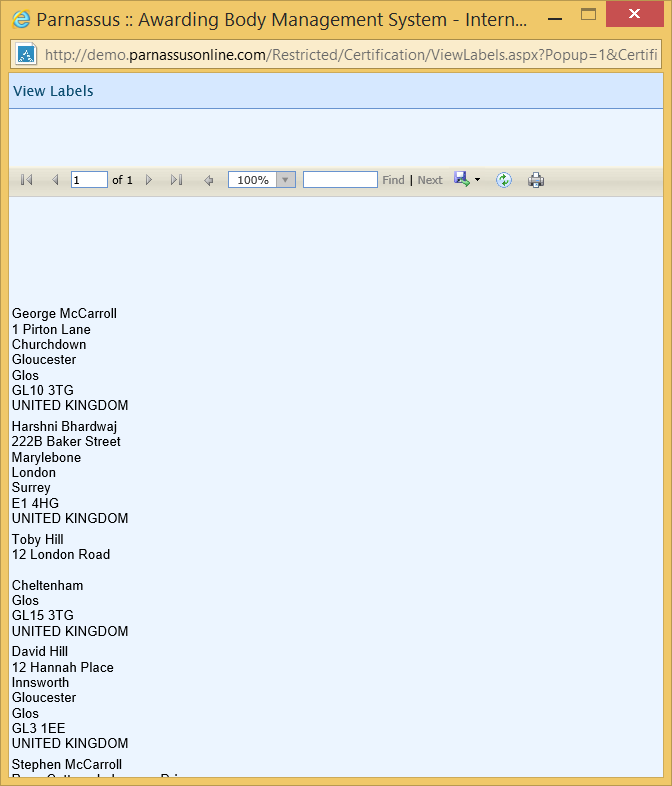 Parnassus :: Awarding Body Management System - Intern...
http://demo.parnassusonline.com/Restricted/Certification/ViewLabels.aspx?Popup=1&Certifi
View Labels
1 of 1 100% Find | Next
George McCarroll
1 Pirton Lane
Churchdown
Gloucester
Glos
GL10 3TG
UNITED KINGDOM
Harshni Bhardwaj
222B Baker Street
Marylebone
London
Surrey
E1 4HG
UNITED KINGDOM
Toby Hill
12 London Road
Cheltenham
Glos
GL15 3TG
UNITED KINGDOM
David Hill
12 Hannah Place
Innsworth
Gloucester
Glos
GL3 1EE
UNITED KINGDOM
Stephen McCarroll